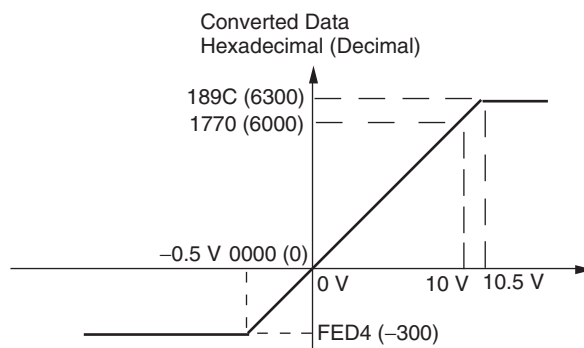 Converted Data
Hexadecimal (Decimal)
189C (6300)
1770 (6000)
−0.5 V 0000 (0)
0 V
10 V
10.5 V
FED4 (−300)